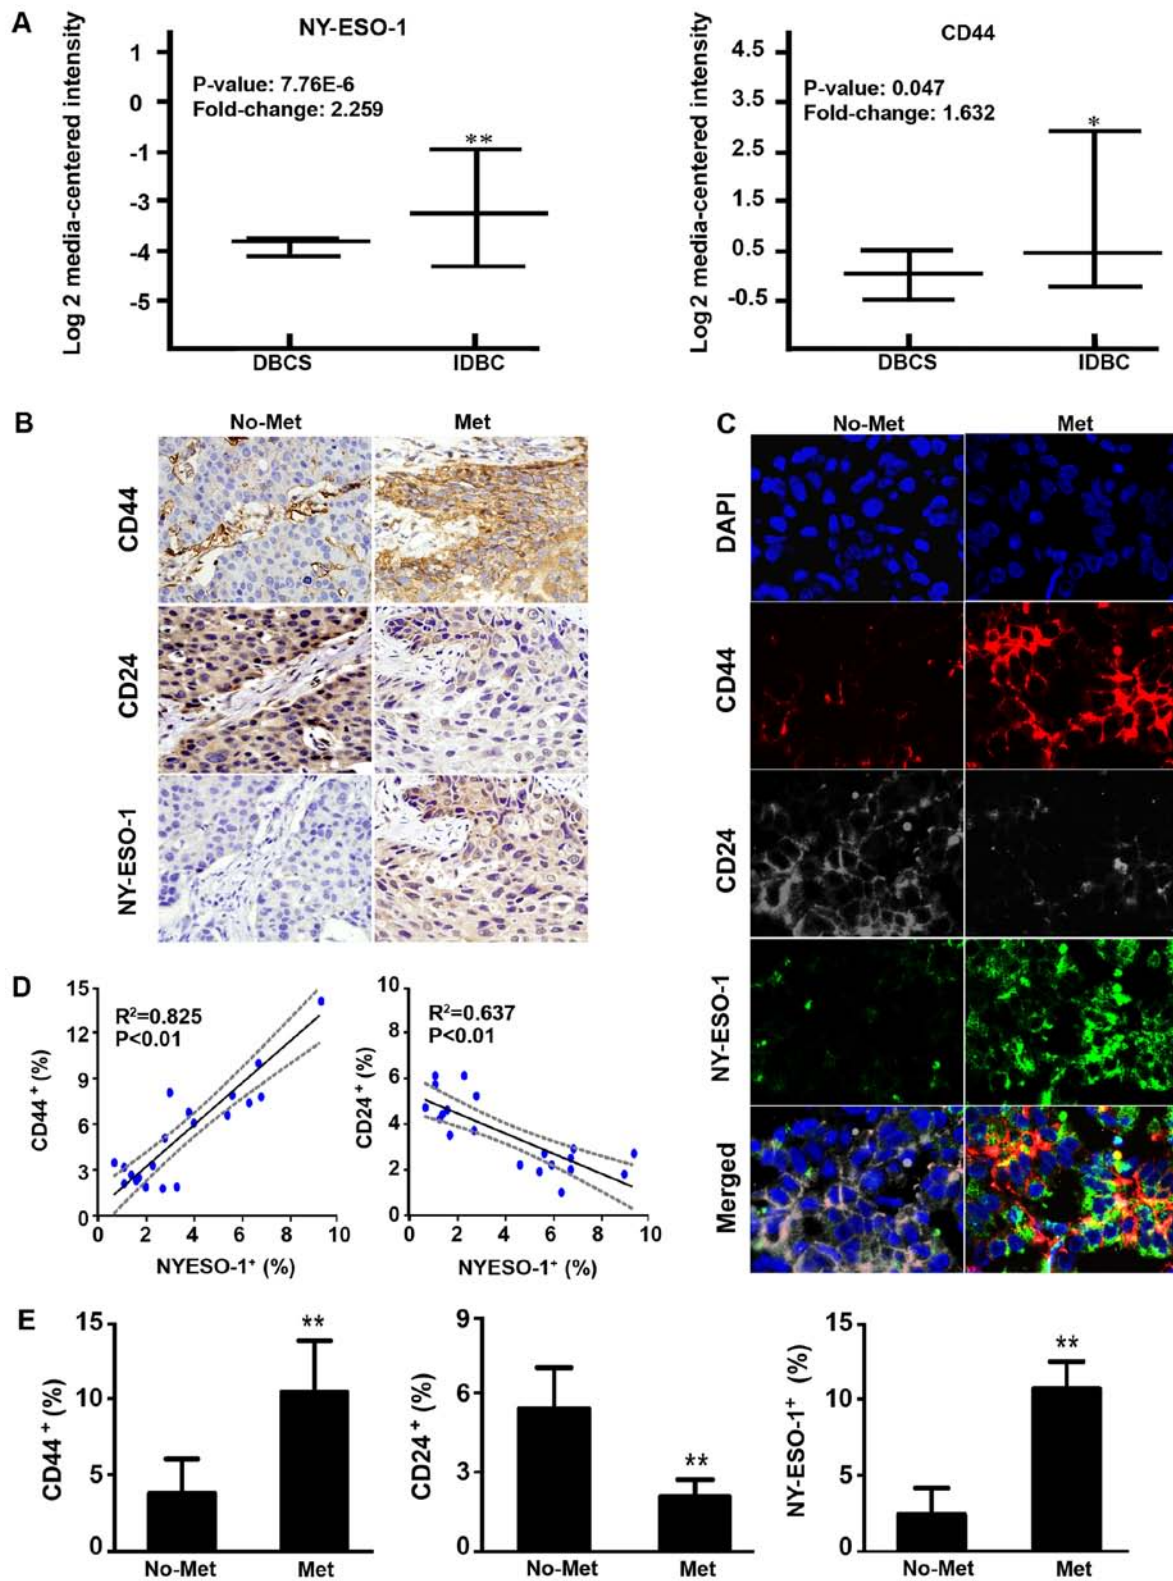 A
NY-ESO-1
Log 2 media-centered intensity
1
0
-1
-3
-4
-5
P-value: 7.76E-6
Fold-change: 2.259
**
DBCS
IDBC
CD44
Log 2 media-centered intensity
4.5
3.5
2.5
1.5
0.5
-0.5
P-value: 0.047
Fold-change: 1.632
*
DBCS
IDBC
B
No-Met
Met
CD44
CD24
NY-ESO-1
C
No-Met
Met
DAPI
CD44
CD24
NY-ESO-1
Merged
D
CD44 + (%)
15
12
9
6
3
0
R²=0.825
P<0.01
0
2
4
6
8
10
NYESO-1⁺ (%)
CD24 + (%)
10
8
6
4
2
0
R²=0.637
P<0.01
0
2
4
6
8
10
NYESO-1⁺ (%)
E
CD44 + (%)
15
10
5
0
**
No-Met
Met
CD24 + (%)
9
6
3
0
**
No-Met
Met
NY-ESO-1⁺ (%)
15
10
5
0
**
No-Met
Met